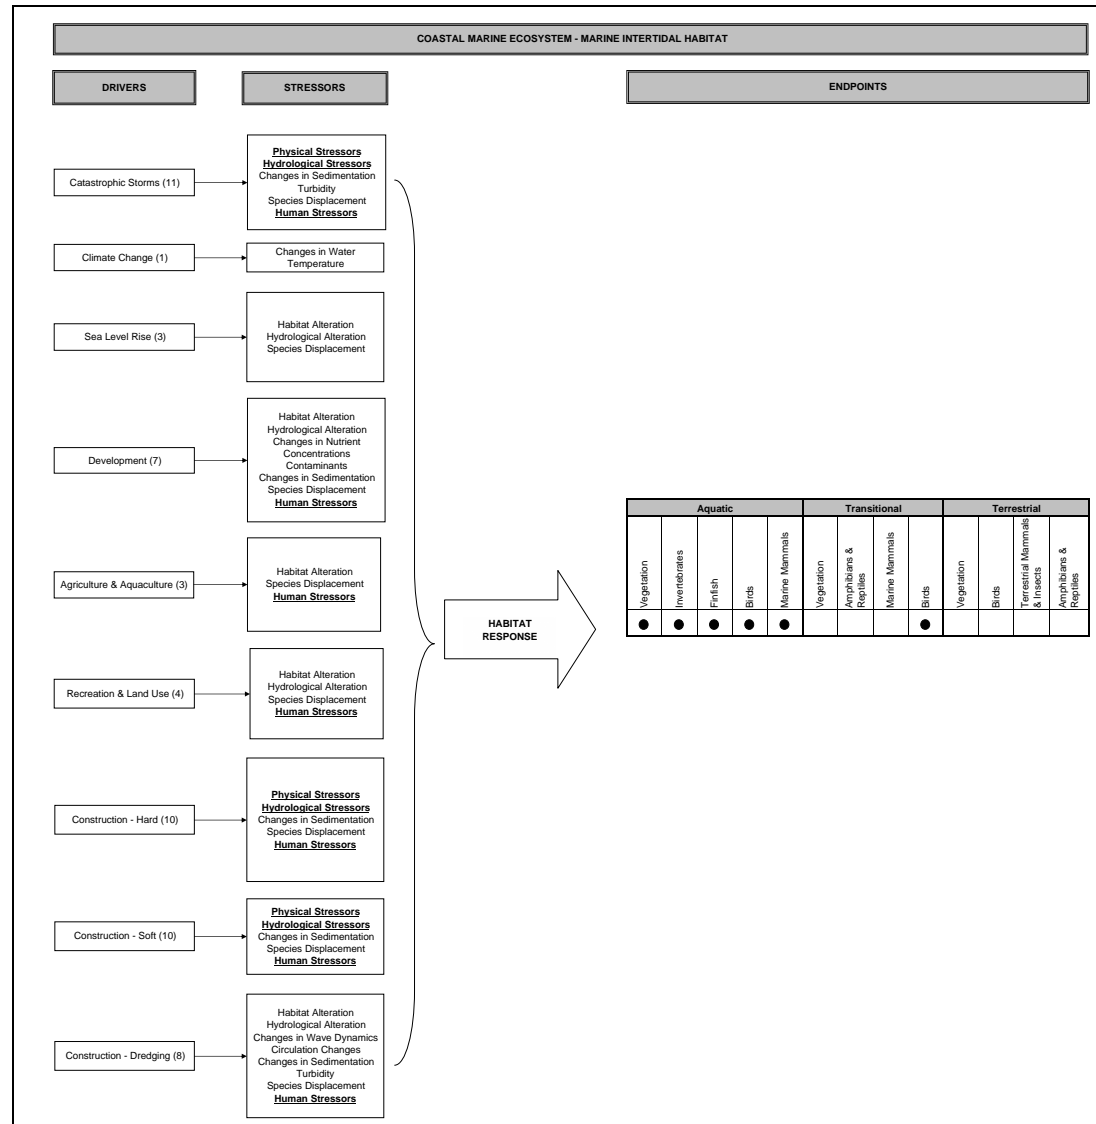 COASTAL MARINE ECOSYSTEM - MARINE INTERTIDAL HABITAT
DRIVERS
STRESSORS
ENDPOINTS
Catastrophic Storms (11)
Physical Stressors
Hydrological Stressors
Changes in Sedimentation
Turbidity
Species Displacement
Human Stressors
Climate Change (1)
Changes in Water
Temperature
Sea Level Rise (3)
Habitat Alteration
Hydrological Alteration
Species Displacement
Development (7)
Habitat Alteration
Hydrological Alteration
Changes in Nutrient
Concentrations
Contaminants
Changes in Sedimentation
Species Displacement
Human Stressors
Agriculture & Aquaculture (3)
Habitat Alteration
Species Displacement
Human Stressors
Recreation & Land Use (4)
Habitat Alteration
Hydrological Alteration
Species Displacement
Human Stressors
Construction - Hard (10)
Physical Stressors
Hydrological Stressors
Changes in Sedimentation
Species Displacement
Human Stressors
Construction - Soft (10)
Physical Stressors
Hydrological Stressors
Changes in Sedimentation
Species Displacement
Human Stressors
Construction - Dredging (8)
Habitat Alteration
Hydrological Alteration
Changes in Wave Dynamics
Circulation Changes
Changes in Sedimentation
Turbidity
Species Displacement
Human Stressors
HABITAT
RESPONSE
Aquatic
Transitional
Terrestrial
Vegetation
Invertebrates
Finfish
Birds
Marine Mammals
Vegetation
Amphibians &
Reptiles
Marine Mammals
Birds
Vegetation
Birds
Terrestrial Mammals
& Insects
Amphibians &
Reptiles